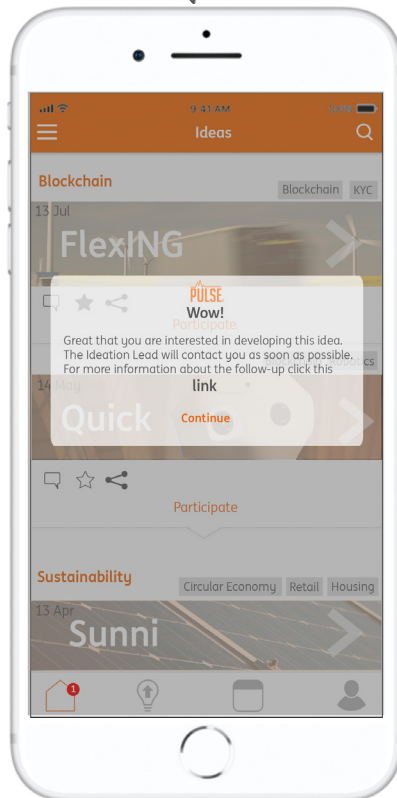 9:41 AM
Ideas
Blockchain
Blockchain KYC
13 Jul
FlexING
PULSE
Wow!
Participate
Great that you are interested in developing this idea.
The Ideation Lead will contact you as soon as possible.
For more information about the follow-up click this
link
14 May
Quick
Continue
Participate
Sustainability
Circular Economy Retail Housing
13 Apr
Sunni
1